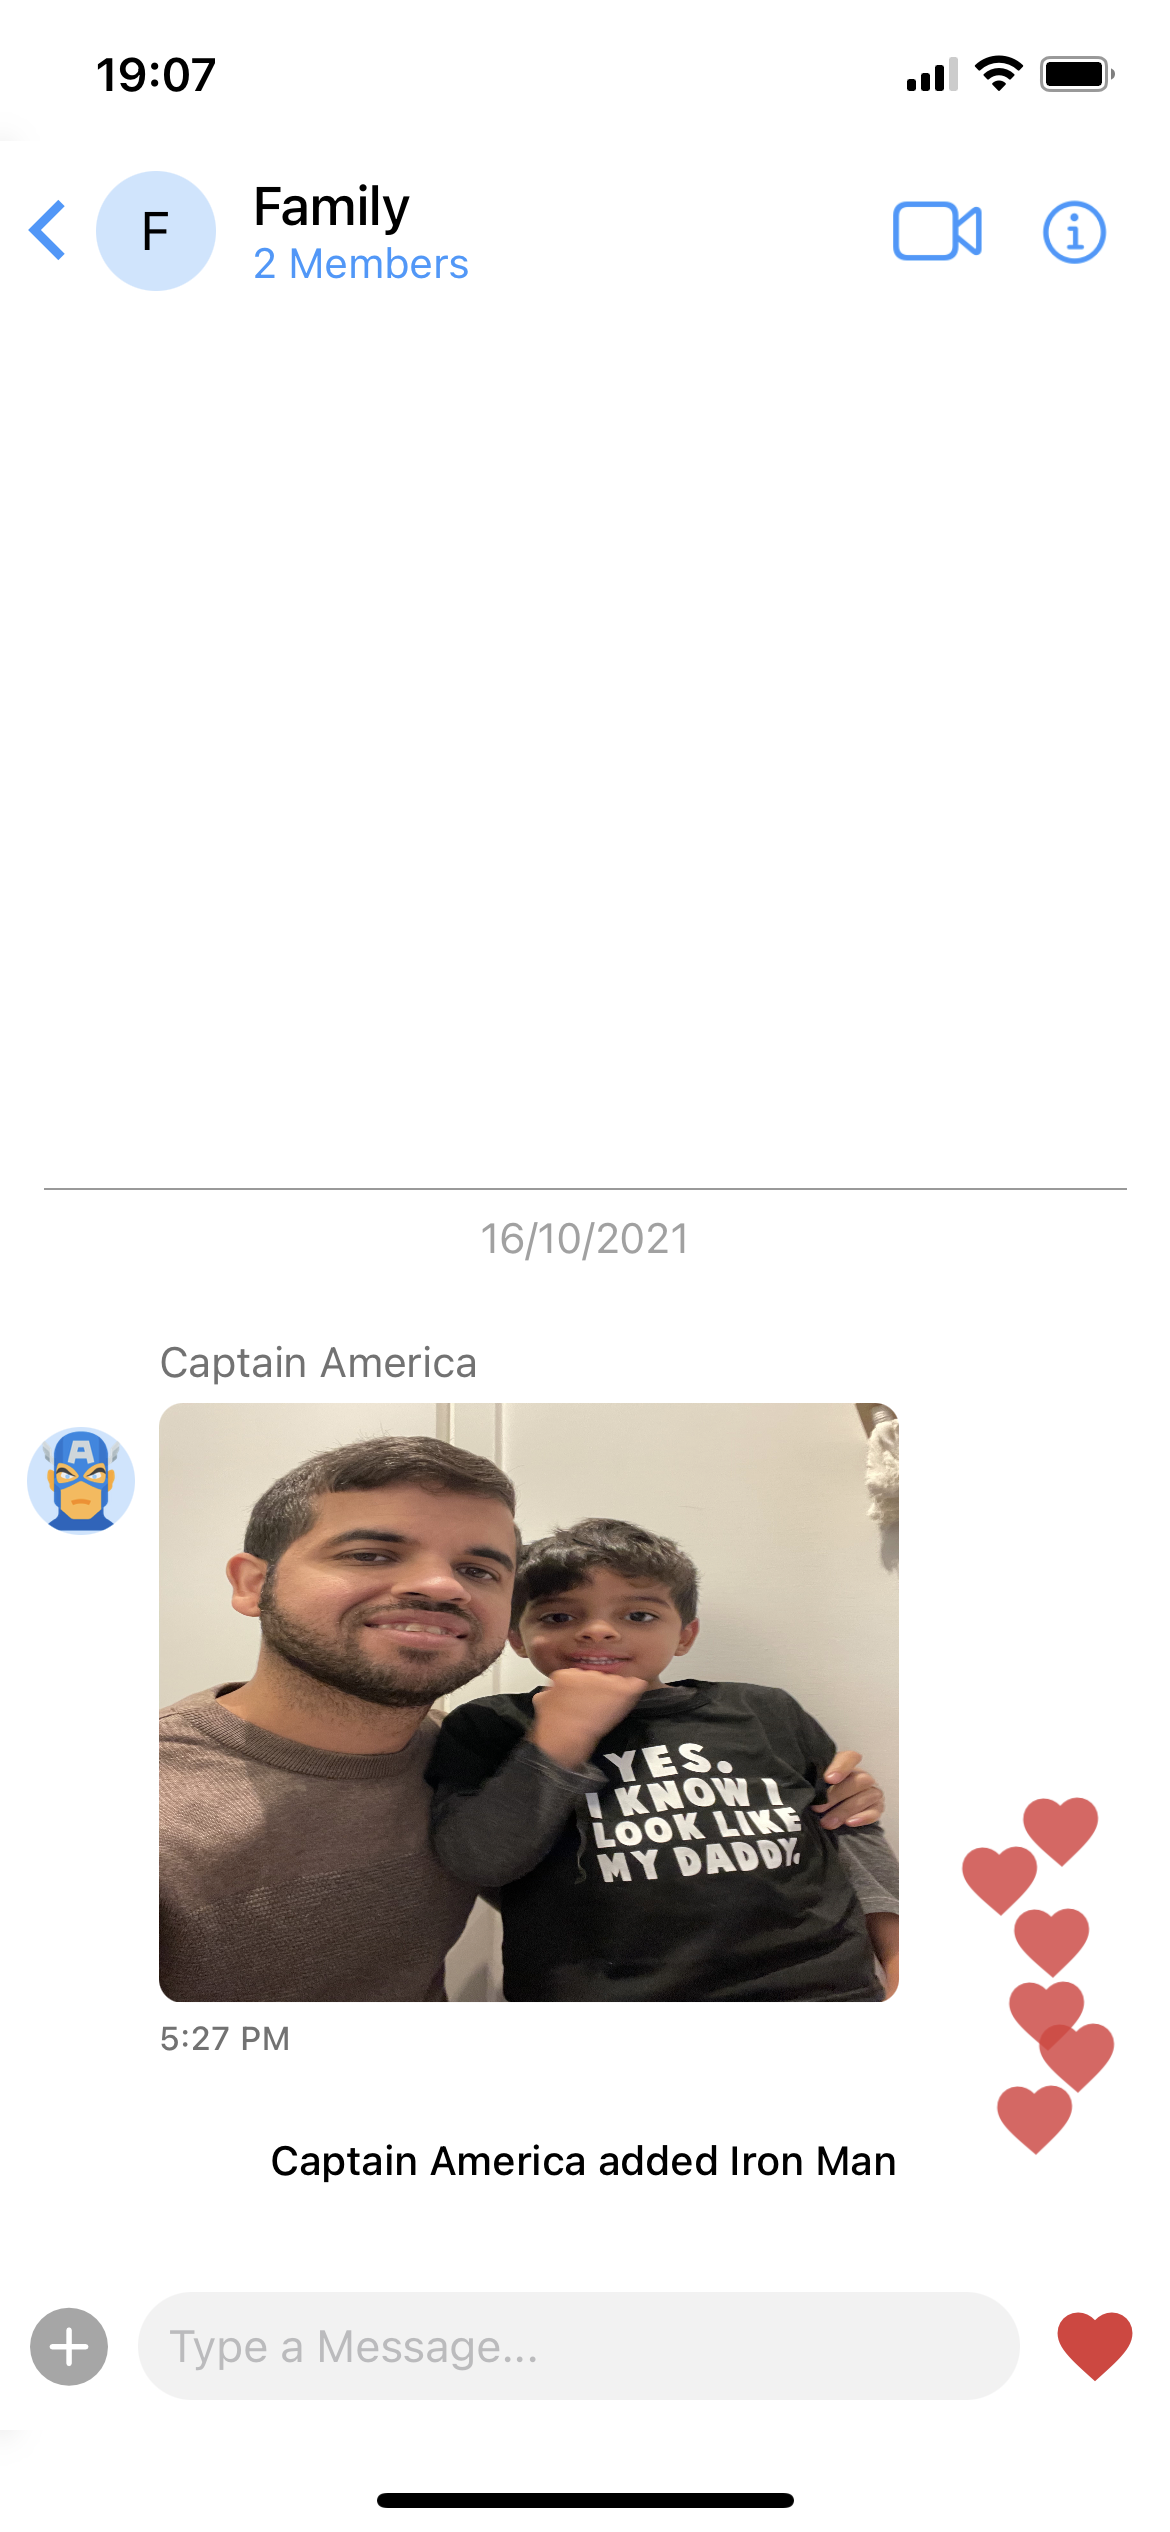 19:07
F
Family
2 Members
16/10/2021
Captain America
A
YES.
I KNOW I
LOOK LIKE
MY DADDY.
5:27 PM
Captain America added Iron Man
Type a Message...